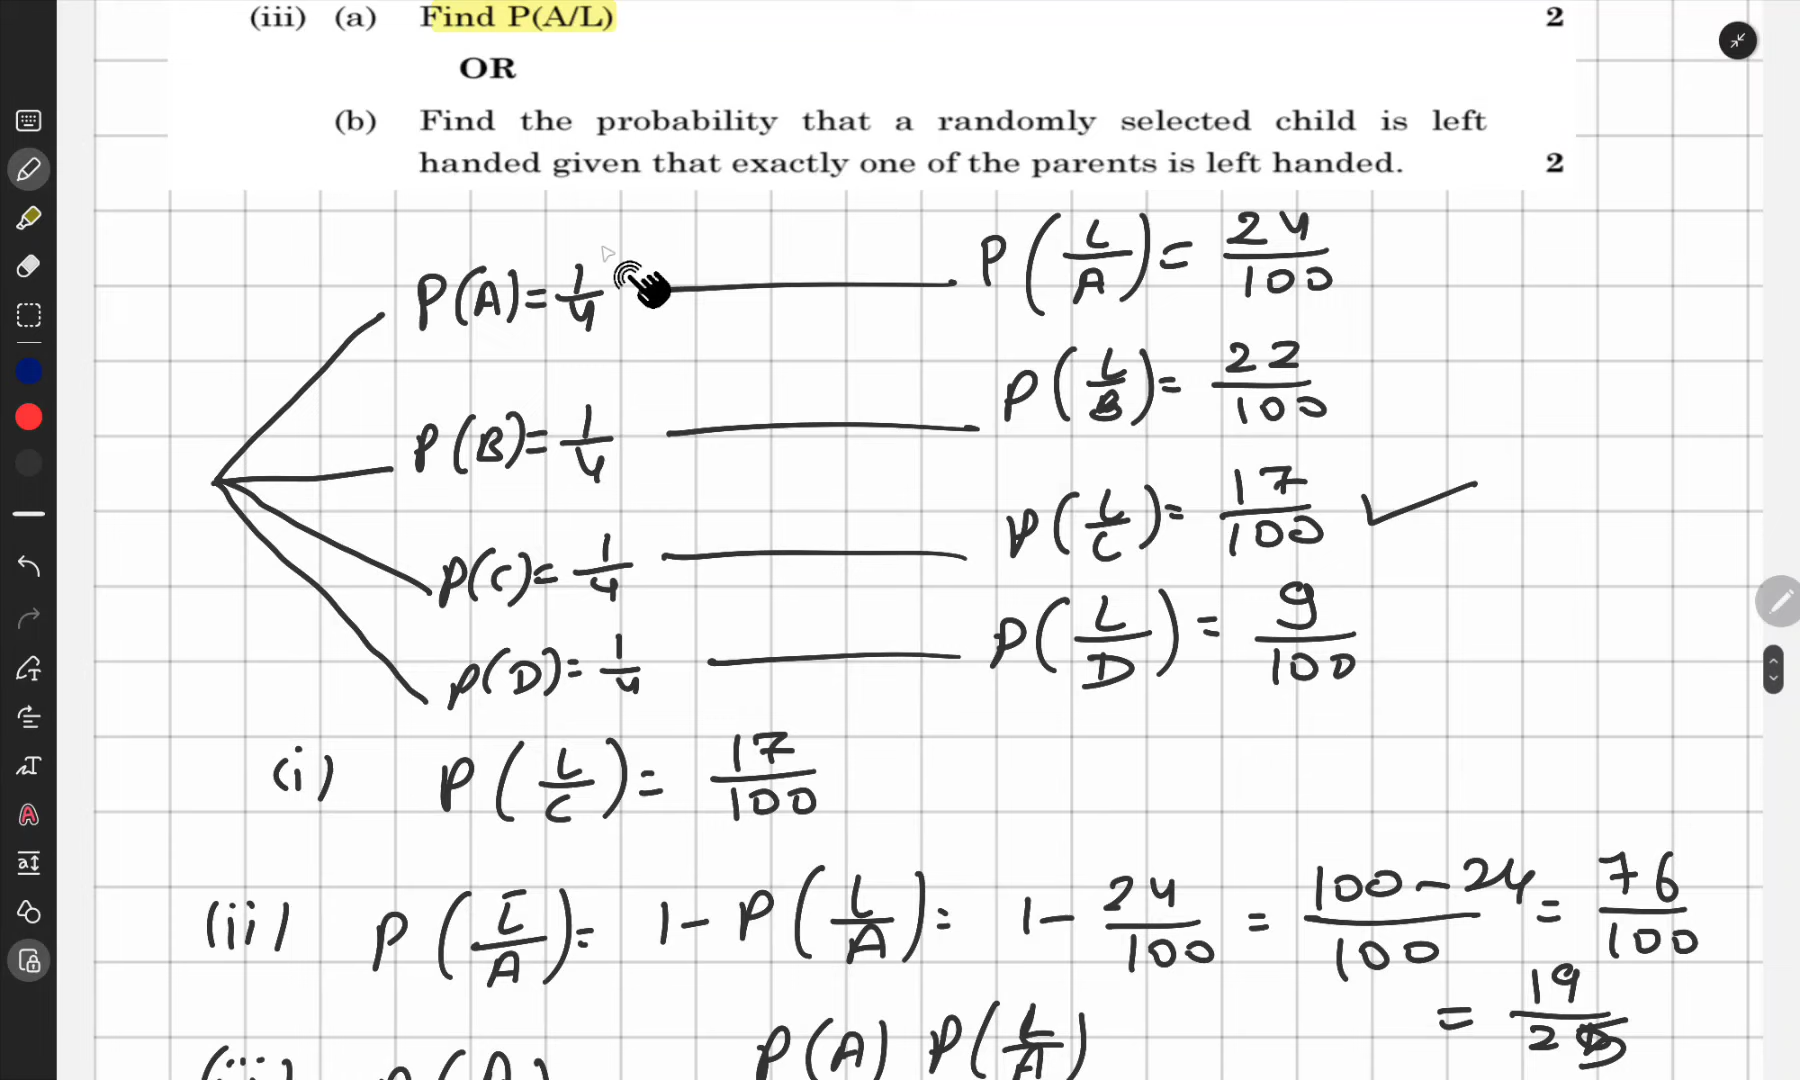 (iii) (a) Find P(A/L) 2
OR
(b) Find the probability that a randomly selected child is left
handed given that exactly one of the parents is left handed. 2
P(A)=1/4 P(L/A)=24/100
P(B)=1/4 P(L/B)=22/100
P(C)=1/4 P(L/C)=17/100
P(D)=1/4 P(L/D)=9/100
(i) P(L/C)=17/100
(ii) P(L̅/A)= 1-P(L/A)= 1-24/100 = 100-24/100 = 76/100
= 19/25
P(A) P(L/A)